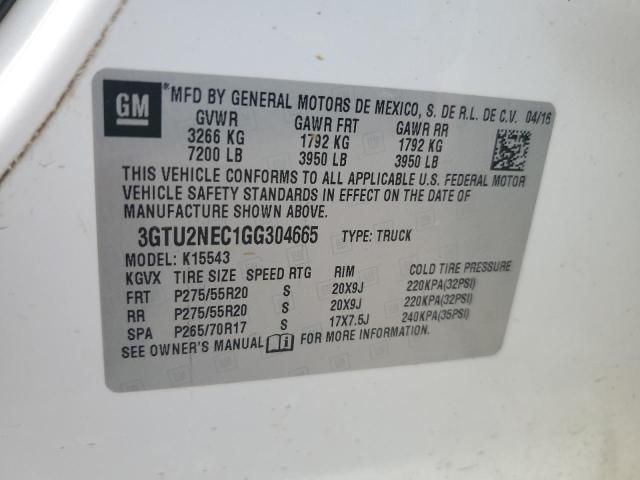 GM
*MFD BY GENERAL MOTORS DE MEXICO, S. DE R.L. DE C.V. 04/16
GVWR GAWR FRT GAWR RR
3266 KG 1792 KG 1792 KG
7200 LB 3950 LB 3950 LB
THIS VEHICLE CONFORMS TO ALL APPLICABLE U.S. FEDERAL MOTOR
VEHICLE SAFETY STANDARDS IN EFFECT ON THE DATE OF
MANUFACTURE SHOWN ABOVE.
3GTU2NEC1GG304665 TYPE: TRUCK
MODEL: K15543
KGVX TIRE SIZE SPEED RTG RIM COLD TIRE PRESSURE
FRT P275/55R20 S 20X9J 220KPA(32PSI)
RR P275/55R20 S 20X9J 220KPA(32PSI)
SPA P265/70R17 S 17X7.5J 240KPA(35PSI)
SEE OWNER'S MANUAL FOR MORE INFORMATION.